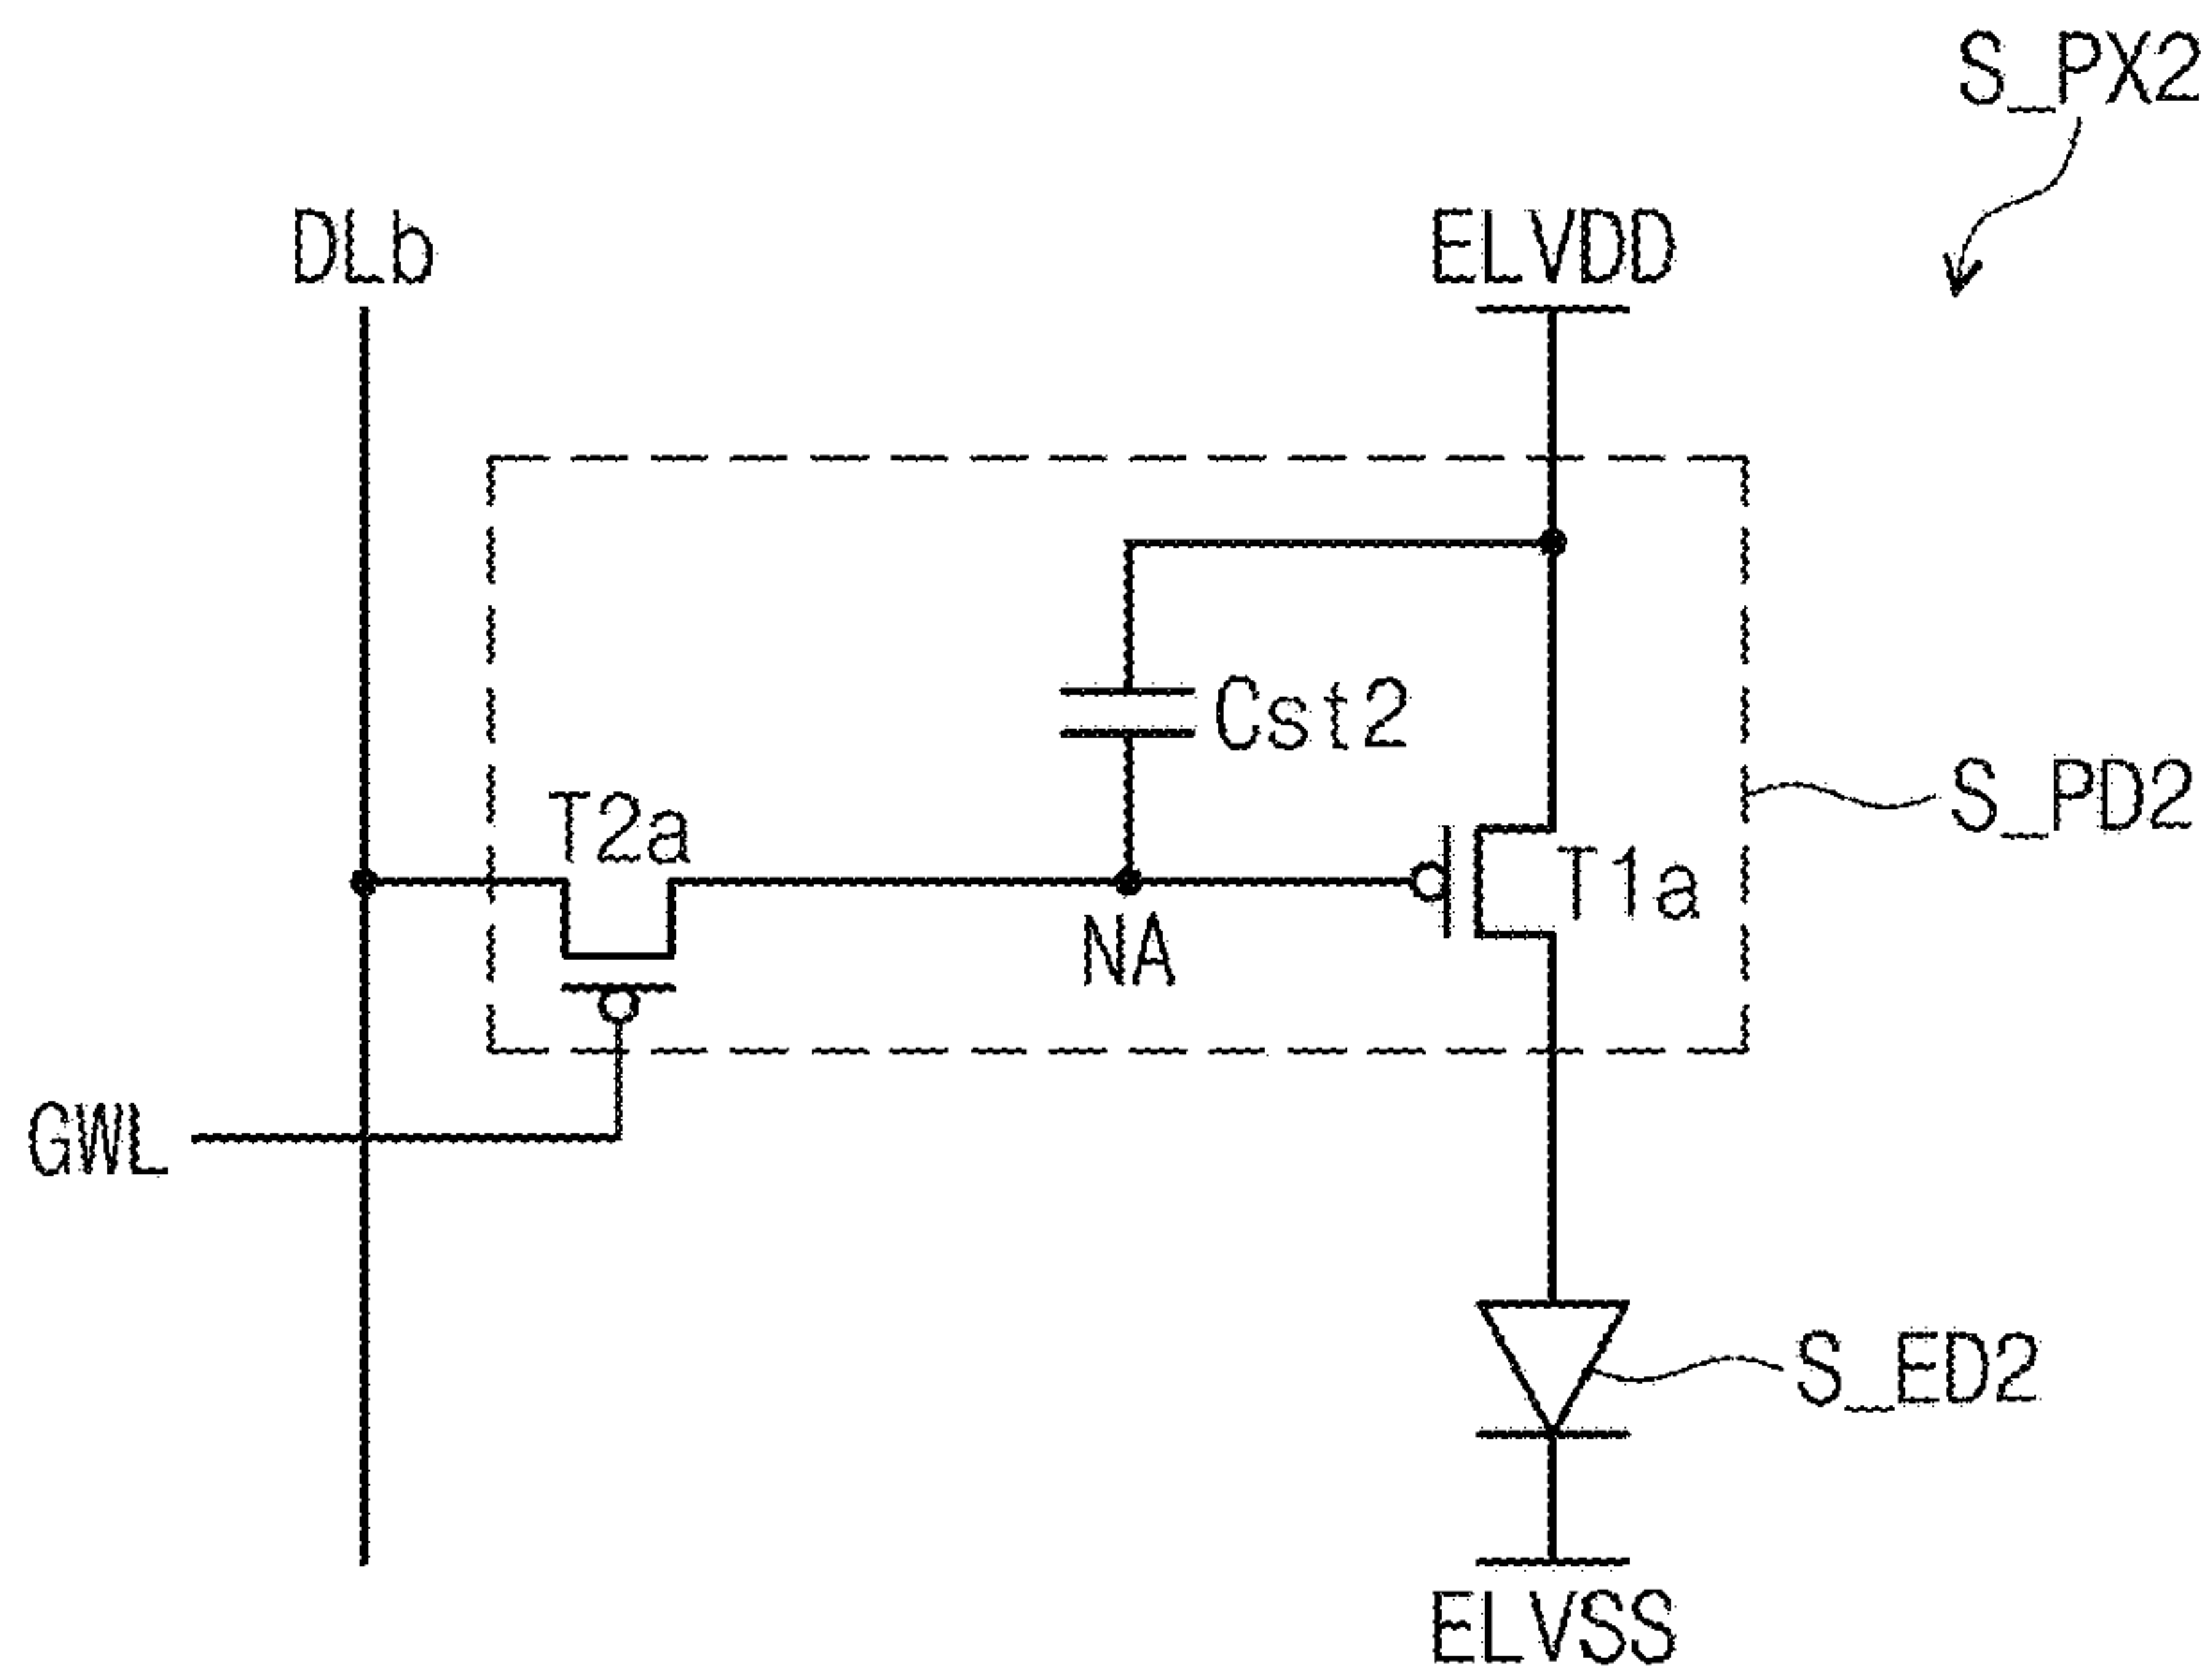 S_PX2
DLb
ELVDD
Cst2
S_PD2
T2a
T1a
NA
GWL
S_ED2
ELVSS